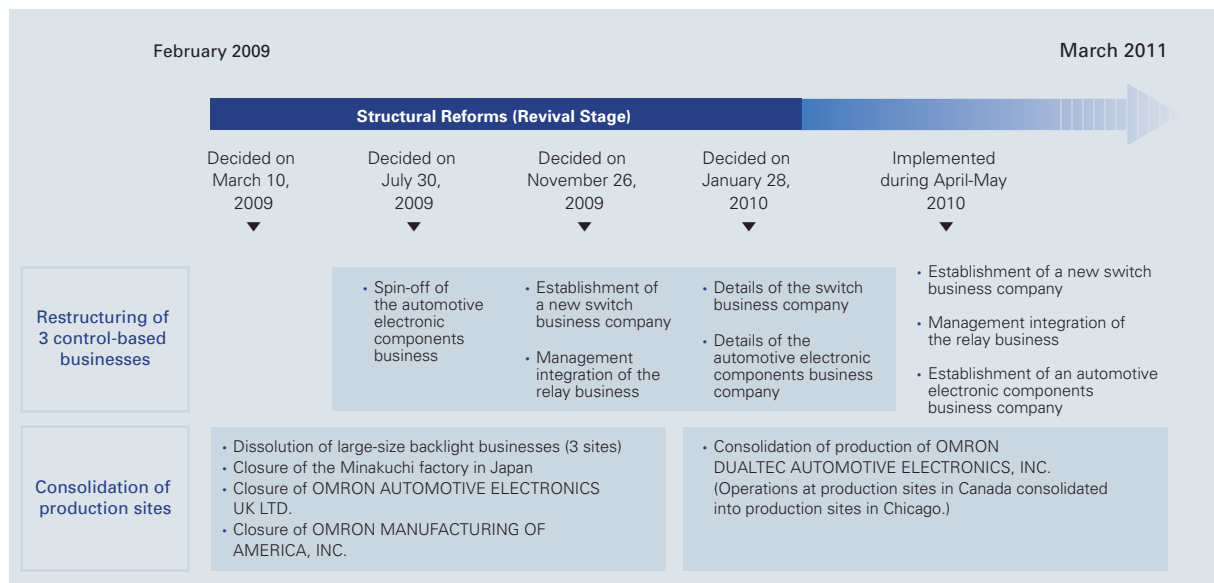 February 2009
March 2011
Structural Reforms (Revival Stage)
Decided on
March 10,
2009
Decided on
July 30,
2009
Decided on
November 26,
2009
Decided on
January 28,
2010
Implemented
during April-May
2010
Restructuring of
3 control-based
businesses
• Spin-off of
the automotive
electronic
components
business
• Establishment of
a new switch
business company
• Management
integration of the
relay business
• Details of the switch
business company
• Details of the
automotive electronic
components business
company
• Establishment of a new switch
business company
• Management integration of
the relay business
• Establishment of an automotive
electronic components
business company
Consolidation of
production sites
• Dissolution of large-size backlight businesses (3 sites)
• Closure of the Minakuchi factory in Japan
• Closure of OMRON AUTOMOTIVE ELECTRONICS
UK LTD.
• Closure of OMRON MANUFACTURING OF
AMERICA, INC.
• Consolidation of production of OMRON
DUALTEC AUTOMOTIVE ELECTRONICS, INC.
(Operations at production sites in Canada consolidated
into production sites in Chicago.)